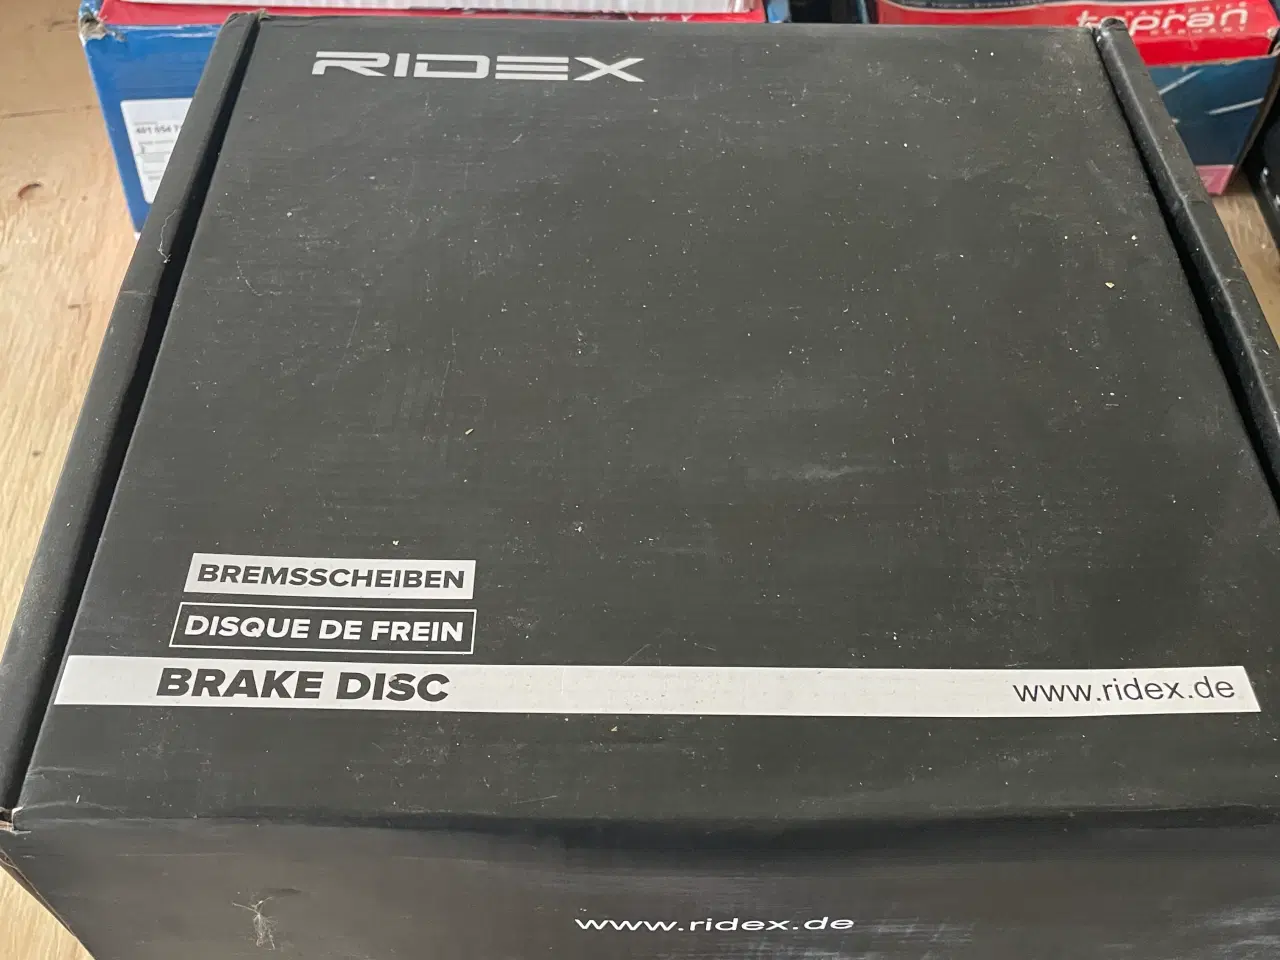 topran
RIDEX
BREMSSCHEIBEN
DISQUE DE FREIN
BRAKE DISC
www.ridex.de
www.ridex.de